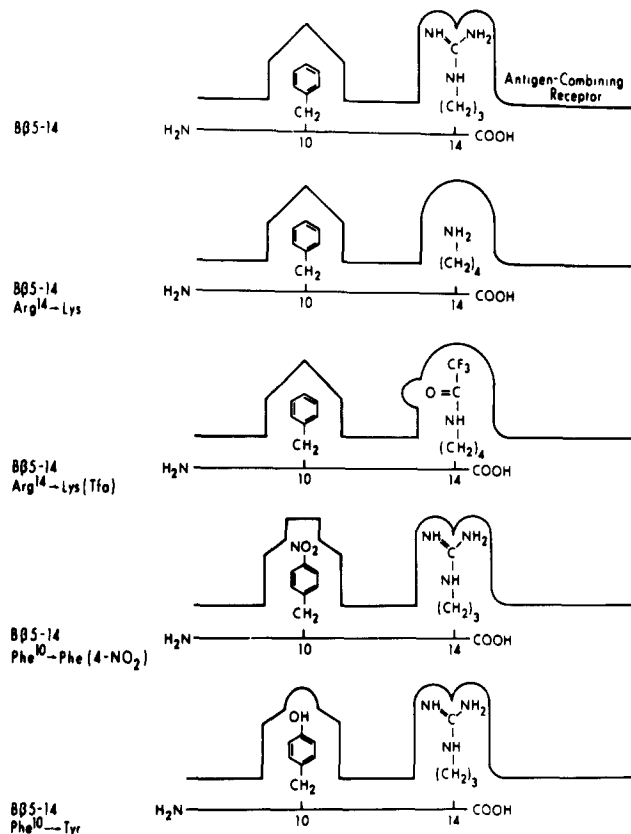 NH NH₂
C
NH
(CH₂)₃
Antigen-Combining
Receptor
CH₂
Bβ5-14
H₂N 10 14 COOH
NH₂
(CH₂)₄
CH₂
H₂N 10 14 COOH
Bβ5-14
Arg¹⁴→Lys
CF₃
O=C
NH
(CH₂)₄
CH₂
H₂N 10 14 COOH
Bβ5-14
Arg¹⁴→Lys(Tfa)
NO₂
CH₂
NH NH₂
C
NH
(CH₂)₃
H₂N 10 14 COOH
Bβ5-14
Phe¹⁰→Phe(4-NO₂)
OH
CH₂
NH NH₂
C
NH
(CH₂)₃
H₂N 10 14 COOH
Bβ5-14
Phe¹⁰→Tyr